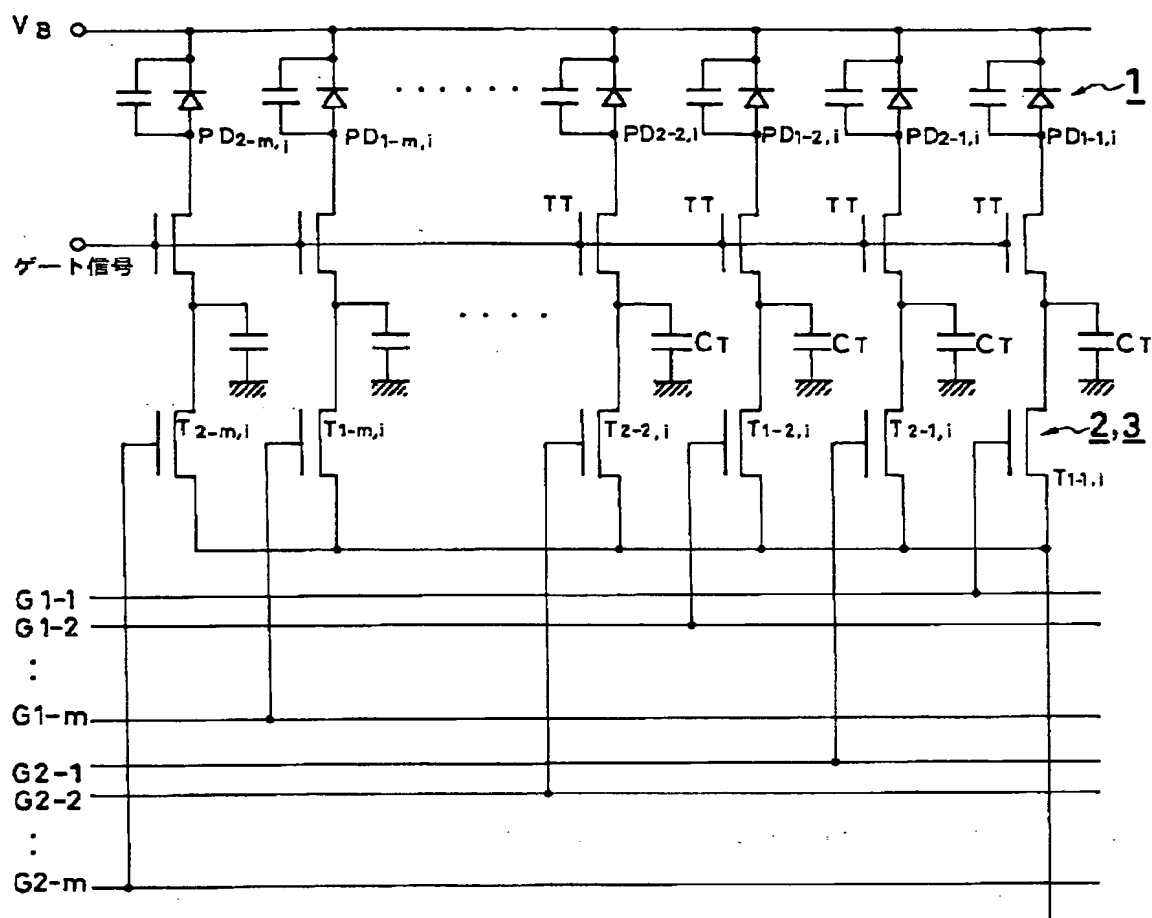 VB
1
PD2-m,i
PD1-m,i
PD2-2,i
PD1-2,i
PD2-1,i
PD1-1,i
TT
TT
TT
TT
ゲート信号
CT
CT
CT
CT
T2-m,i
T1-m,i
T2-2,i
T1-2,i
T2-1,i
2,3
T1-1,i
G1-1
G1-2
G1-m
G2-1
G2-2
G2-m